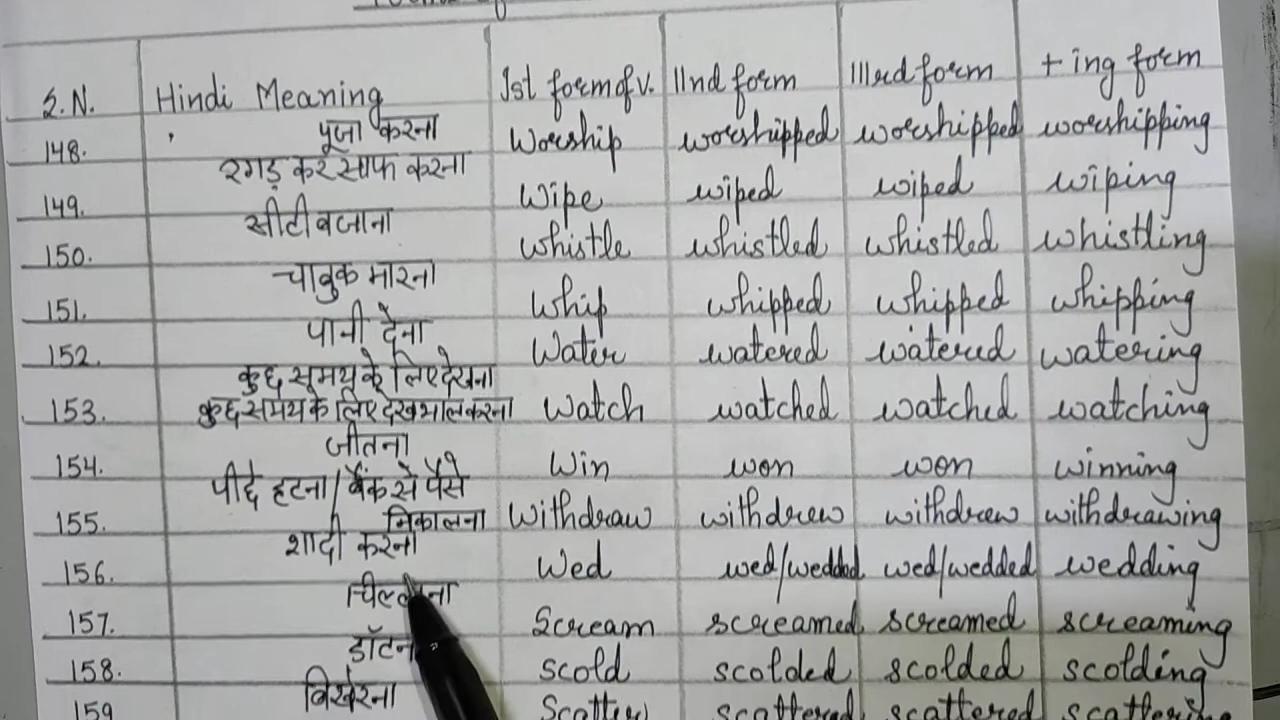 S.N. Hindi Meaning Ist form of v. IInd form IIIrd form + ing form
148. पूजा करना Worship worshipped worshipped worshipping
149. रगड़ कर साफ करना Wipe wiped wiped wiping
150. सीटी बजाना Whistle whistled whistled whistling
151. चाबुक मारना Whip whipped whipped whipping
152. पानी देना Water watered watered watering
कुछ समय के लिए देखना
153. कुछ समय के लिए देखभाल करना Watch watched watched watching
154. जीतना Win won won winning
पीछे हटना / बैंक से पैसे
155. निकालना Withdraw withdrew withdrew withdrawing
156. शादी करना Wed wed/wedded wed/wedded wedding
157. Scream screamed screamed screaming
158. scold scolded scolded scolding
159 बिखेरना Scatter scattered scattered scattering